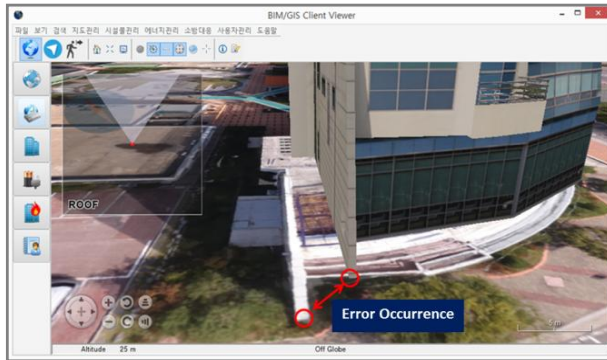 BIM/GIS Client Viewer
파일 보기 검색 지도관리 시설물관리 에너지관리 소방대응 사용자관리 도움말
ROOF
Error Occurrence
Altitude 25 m
Off Globe